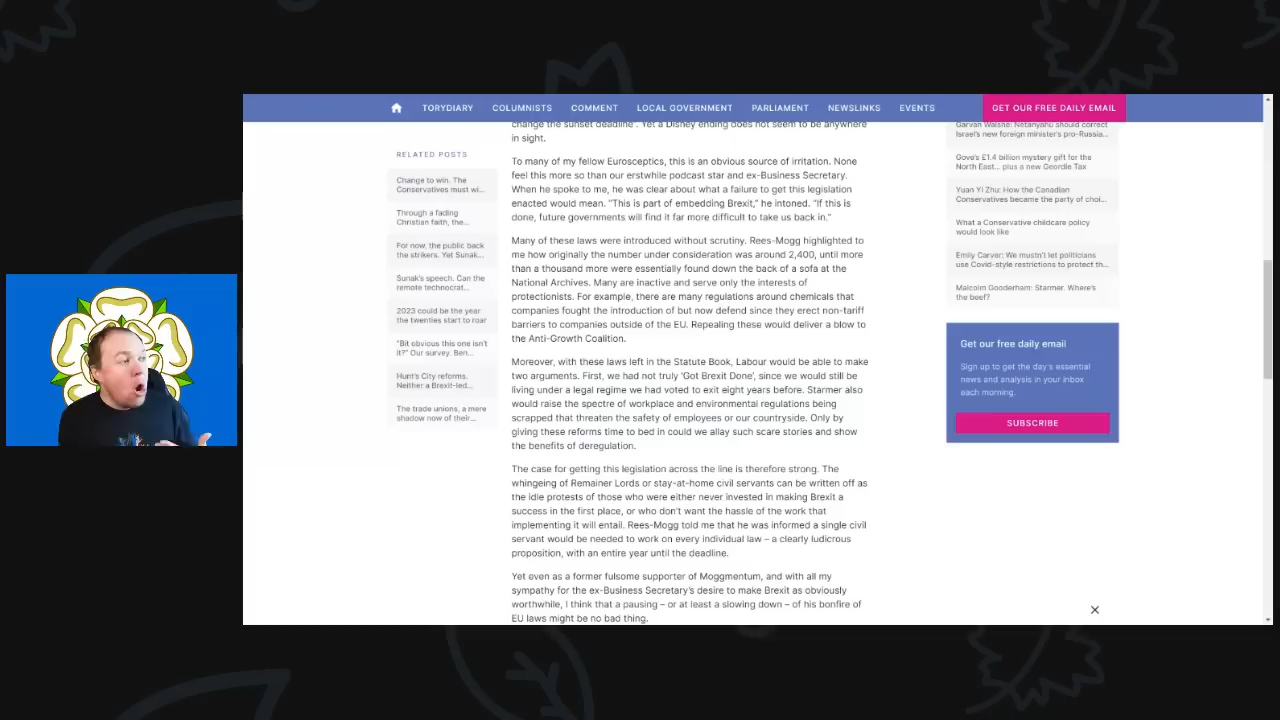 TORYDIARY COLUMNISTS COMMENT LOCAL GOVERNMENT PARLIAMENT NEWSLINKS EVENTS GET OUR FREE DAILY EMAIL
RELATED POSTS
Change to win. The
Conservatives must wi...
Through a fading
Christian faith, the...
For now, the public back
the strikers. Yet Sunak...
Sunak's speech. Can the
remote technocrat...
2023 could be the year
the twenties start to roar
"Bit obvious this one isn't
it?" Our survey. Ben...
Hunt's City reforms.
Neither a Brexit-led...
The trade unions, a mere
shadow of their...
change the sunset deadline". Yet a Disney ending does not seem to be anywhere
in sight.
To many of my fellow Eurosceptics, this is an obvious source of irritation. None
feel this more so than our erstwhile podcast star and ex-Business Secretary.
When he spoke to me, he was clear about what a failure to get this legislation
enacted would mean. "This is part of embedding Brexit," he intoned. "If this is
done, future governments will find it far more difficult to take us back in."
Many of these laws were introduced without scrutiny. Rees-Mogg highlighted to
me how originally the number under consideration was around 2,400, until more
than a thousand more were essentially found down the back of a sofa at the
National Archives. Many are inactive and serve only the interests of
protectionists. For example, there are many regulations around chemicals that
companies fought the introduction of but now defend since they erect non-tariff
barriers to companies outside of the EU. Repealing these would deliver a blow to
the Anti-Growth Coalition.
Moreover, with these laws left in the Statute Book, Labour would be able to make
two arguments. First, we had not truly 'Got Brexit Done', since we would still be
living under a legal regime we had voted to exit eight years before. Starmer also
would raise the spectre of workplace and environmental regulations being
scrapped that threaten the safety of employees or our countryside. Only by
giving these reforms time to bed in could we allay such scare stories and show
the benefits of deregulation.
The case for getting this legislation across the line is therefore strong. The
whingeing of Remainer Lords or stay-at-home civil servants can be written off as
the idle protests of those who were either never invested in making Brexit a
success in the first place, or who don't want the hassle of the work that
implementing it will entail. Rees-Mogg told me that he was informed a single civil
servant would be needed to work on every individual law – a clearly ludicrous
proposition, with an entire year until the deadline.
Yet even as a former fulsome supporter of Moggmentum, and with all my
sympathy for the ex-Business Secretary's desire to make Brexit as obviously
worthwhile, I think that a pausing – or at least a slowing down – of his bonfire of
EU laws might be no bad thing.
Garvan Walshe: Netanyahu should correct
Israel's new foreign minister's pro-Russia...
Gove's £1.4 billion mystery gift for the
North East... plus a new Geordie Tax
Yuan Yi Zhu: How the Canadian
Conservatives became the party of choi...
What a Conservative childcare policy
would look like
Emily Carver: We mustn't let politicians
use Covid-style restrictions to protect th...
Malcolm Gooderham: Starmer. Where's
the beef?
Get our free daily email
Sign up to get the day's essential
news and analysis in your inbox
each morning.
SUBSCRIBE